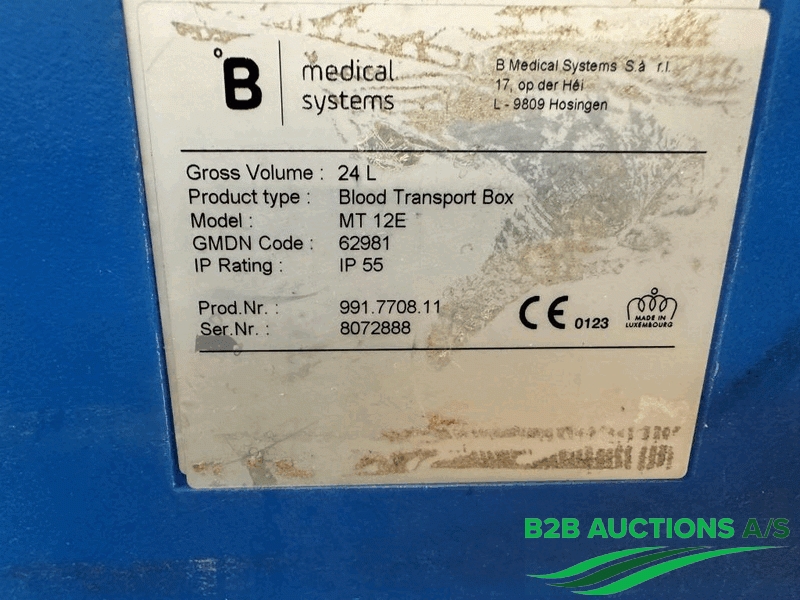 °B medical systems
B Medical Systems S.à r.l.
17, op der Héi
L - 9809 Hosingen
Gross Volume : 24 L
Product type : Blood Transport Box
Model : MT 12E
GMDN Code : 62981
IP Rating : IP 55
Prod.Nr. : 991.7708.11
Ser.Nr. : 8072888
CE 0123
MADE IN
LUXEMBOURG
B2B AUCTIONS A/S